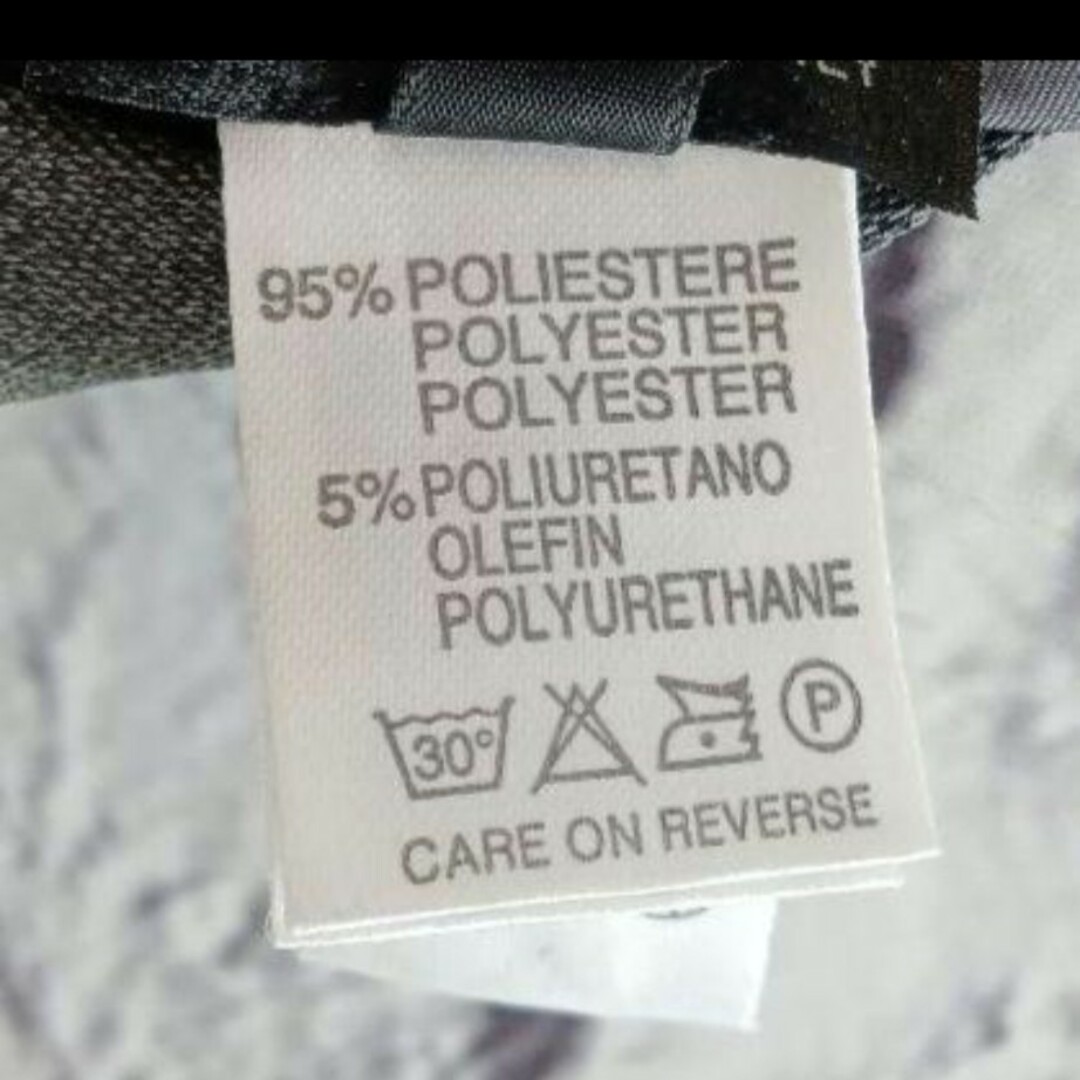 95% POLIESTERE
POLYESTER
POLYESTER
5% POLIURETANO
OLEFIN
POLYURETHANE
30° P
CARE ON REVERSE